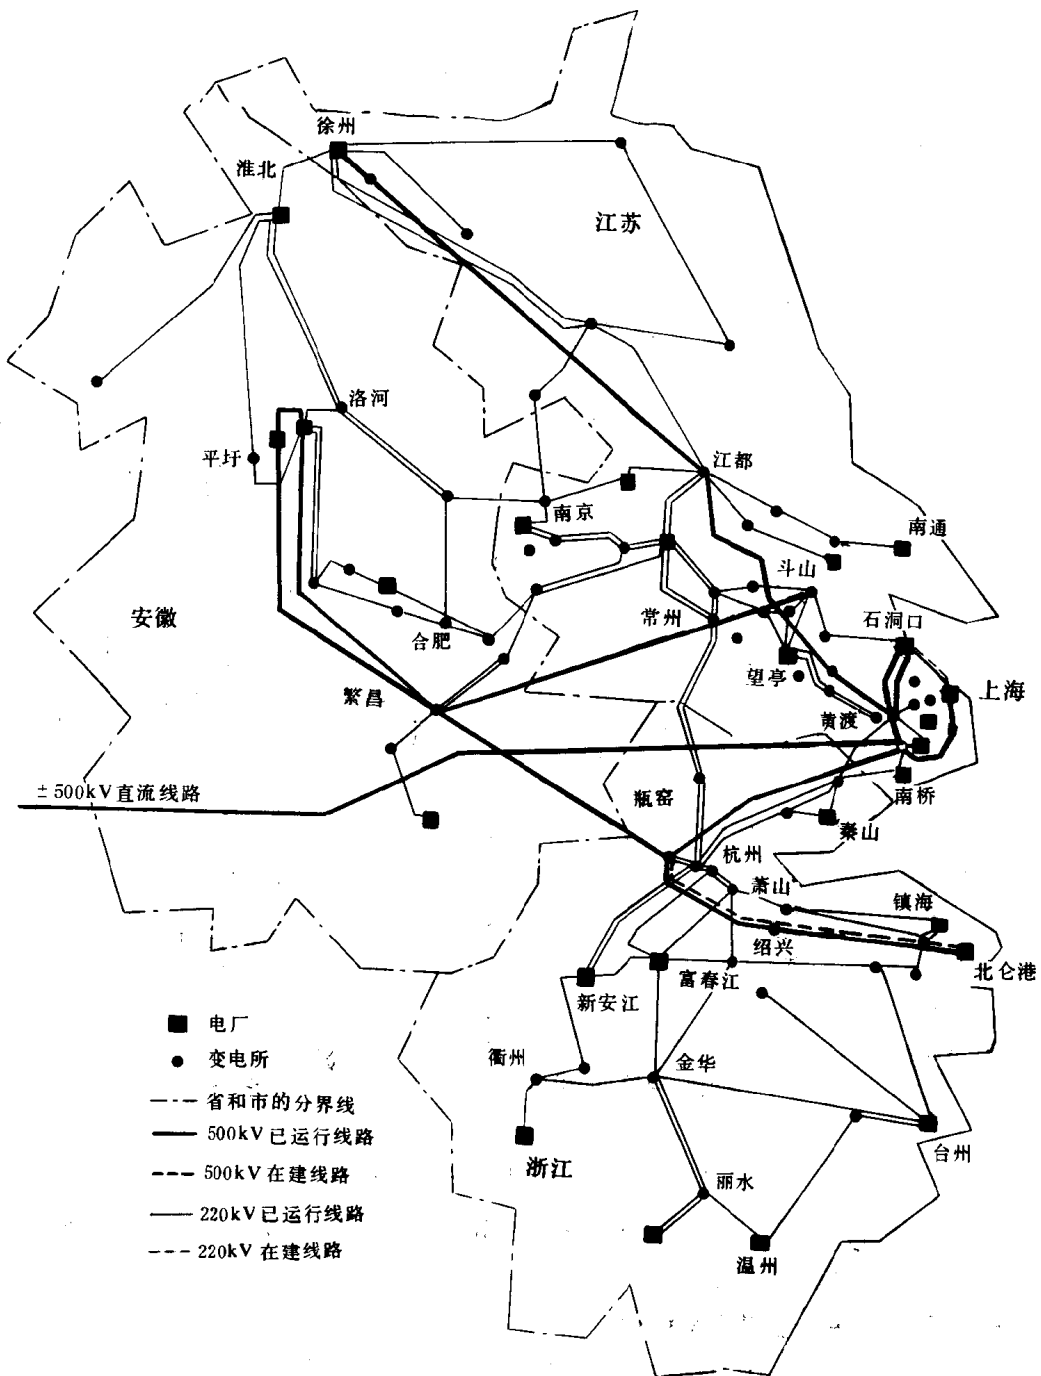 徐州
淮北
江苏
洛河
平圩
江都
南京
南通
斗山
安徽
合肥
常州
石洞口
望亭
上海
繁昌
黄渡
±500kV直流线路
瓶窑
南桥
秦山
杭州
萧山
镇海
绍兴
北仑港
新安江
富春江
电厂
变电所
衢州
金华
省和市的分界线
500kV已运行线路
台州
浙江
500kV在建线路
丽水
220kV已运行线路
220kV在建线路
温州